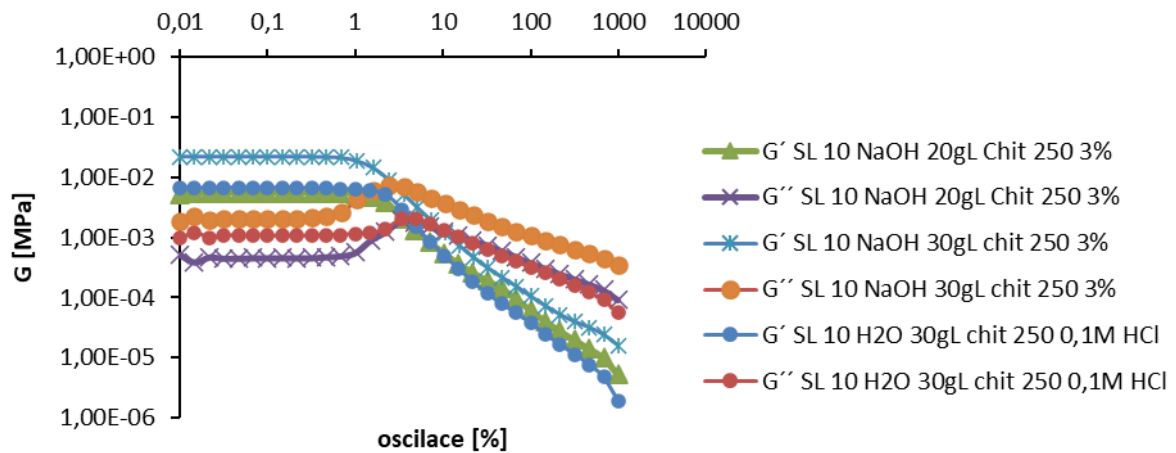 0,01 0,1 1 10 100 1000 10000
1,00E+00
1,00E-01
1,00E-02
1,00E-03
1,00E-04
1,00E-05
1,00E-06
G [MPa]
oscilace [%]
G´ SL 10 NaOH 20gL Chit 250 3%
G´´ SL 10 NaOH 20gL Chit 250 3%
G´ SL 10 NaOH 30gL chit 250 3%
G´´ SL 10 NaOH 30gL chit 250 3%
G´ SL 10 H2O 30gL chit 250 0,1M HCl
G´´ SL 10 H2O 30gL chit 250 0,1M HCl